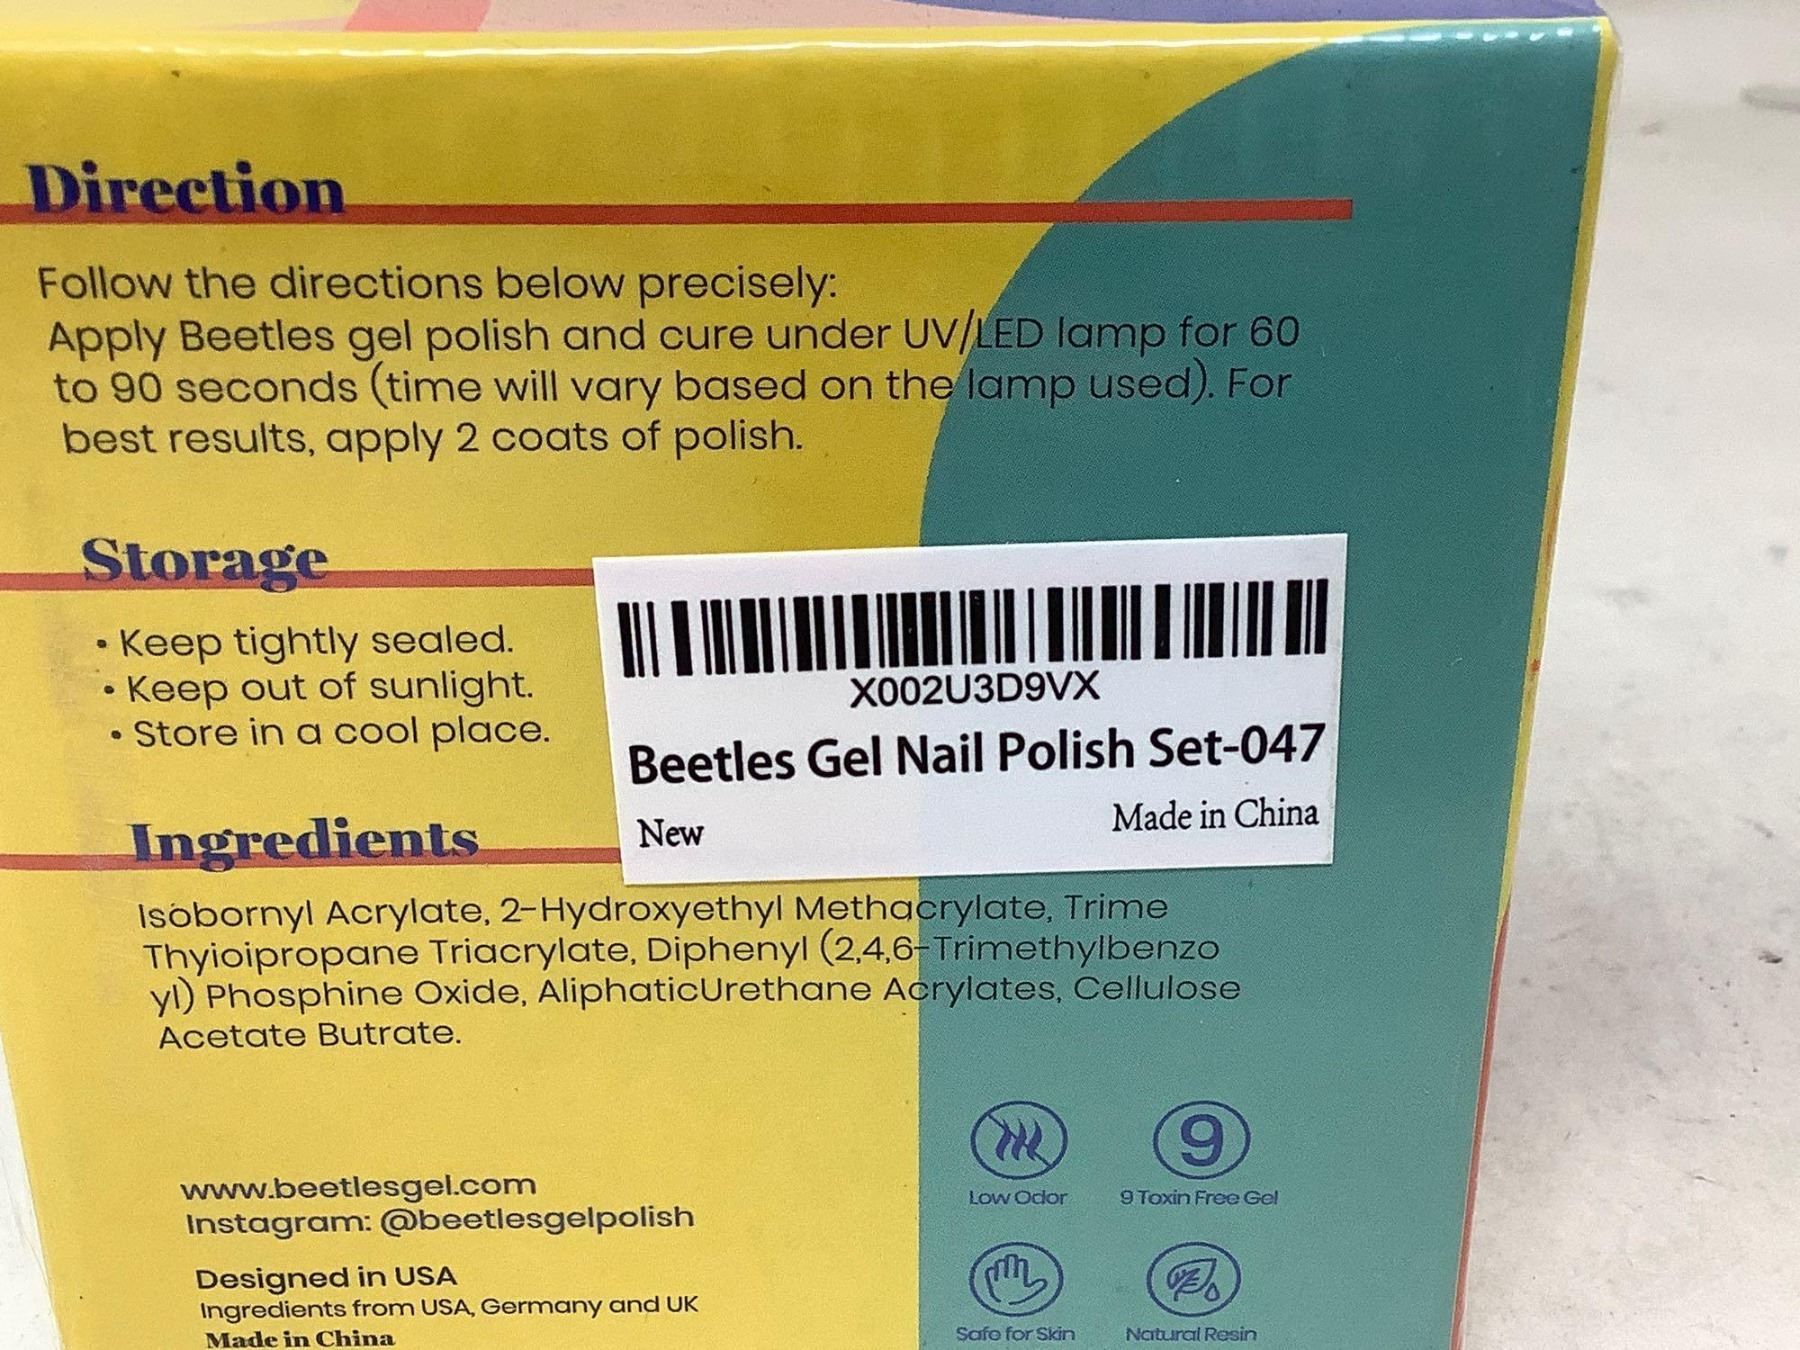 Direction
Follow the directions below precisely:
Apply Beetles gel polish and cure under UV/LED lamp for 60
to 90 seconds (time will vary based on the lamp used). For
best results, apply 2 coats of polish.
Storage
• Keep tightly sealed.
• Keep out of sunlight.
• Store in a cool place.
X002U3D9VX
Beetles Gel Nail Polish Set-047
New
Made in China
Ingredients
Isobornyl Acrylate, 2-Hydroxyethyl Methacrylate, Trime
Thyioipropane Triacrylate, Diphenyl (2,4,6-Trimethylbenzo
yl) Phosphine Oxide, AliphaticUrethane Acrylates, Cellulose
Acetate Butrate.
www.beetlesgel.com
Instagram: @beetlesgelpolish
Designed in USA
Ingredients from USA, Germany and UK
Made in China
9
Low Odor
9 Toxin Free Gel
Safe for Skin
Natural Resin